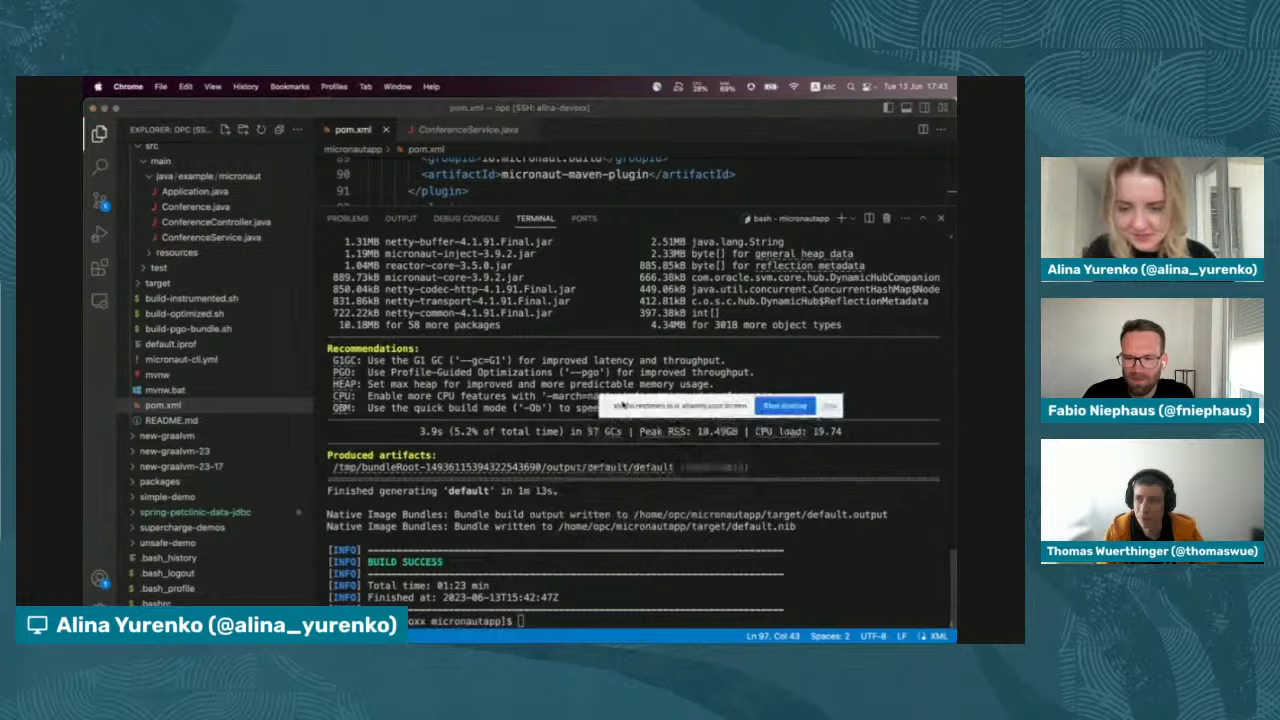 Chrome File Edit View History Bookmarks Profiles Tab Window Help
28% 69% ABC Tue 13 Jun 17:43
pom.xml — opc [SSH: alina-devoxx]
EXPLORER: OPC [SS...
src
main
java/example/micronaut
Application.java
Conference.java
ConferenceController.java
ConferenceService.java
resources
test
target
build-instrumented.sh
build-optimized.sh
build-pgo-bundle.sh
default.iprof
micronaut-cli.yml
mvnw
mvnw.bat
pom.xml
README.md
new-graalvm
new-graalvm-23
new-graalvm-23-17
packages
simple-demo
spring-petclinic-data-jdbc
supercharge-demos
unsafe-demo
.bash_history
.bash_logout
.bash_profile
.bashrc
pom.xml ConferenceService.java
micronautapp > pom.xml
89 <groupId>io.micronaut.build</groupId>
90 <artifactId>micronaut-maven-plugin</artifactId>
91 </plugin>
PROBLEMS OUTPUT DEBUG CONSOLE TERMINAL PORTS
bash - micronautapp
1.31MB netty-buffer-4.1.91.Final.jar 2.51MB java.lang.String
1.19MB micronaut-inject-3.9.2.jar 2.33MB byte[] for general heap data
1.04MB reactor-core-3.5.0.jar 885.85kB byte[] for reflection metadata
889.73kB micronaut-http-3.9.2.jar 666.38kB com.oracle.svm.core.hub.DynamicHubCompanion
850.04kB netty-codec-http-4.1.91.Final.jar 449.06kB java.util.concurrent.ConcurrentHashMap$Node
831.86kB netty-transport-4.1.91.Final.jar 412.81kB c.o.s.c.hub.DynamicHub$ReflectionMetadata
722.22kB netty-common-4.1.91.Final.jar 397.38kB int[]
10.18MB for 58 more packages 4.34MB for 3018 more object types
Recommendations:
G1GC: Use the G1 GC ('--gc=G1') for improved latency and throughput.
PGO: Use Profile-Guided Optimizations ('--pgo') for improved throughput.
HEAP: Set max heap for improved and more predictable memory usage.
CPU: Enable more CPU features with '-march=na
QBM: Use the quick build mode ('-Ob') to spe
Stop sharing
3.9s (5.2% of total time) in 57 GCs | Peak RSS: 10.49GB | CPU load: 19.74
Produced artifacts:
/tmp/bundleRoot-14936115394322543690/output/default/default
Finished generating 'default' in 1m 13s.
Native Image Bundles: Bundle build output written to /home/opc/micronautapp/target/default.output
Native Image Bundles: Bundle written to /home/opc/micronautapp/target/default.nib
[INFO]
[INFO] BUILD SUCCESS
[INFO]
[INFO] Total time: 01:23 min
[INFO] Finished at: 2023-06-13T15:42:47Z
oxx micronautapp]$
Ln 97, Col 43 Spaces: 2 UTF-8 LF XML
Alina Yurenko (@alina_yurenko)
Alina Yurenko (@alina_yurenko)
Fabio Niephaus (@fniephaus)
Thomas Wuerthinger (@thomaswue)